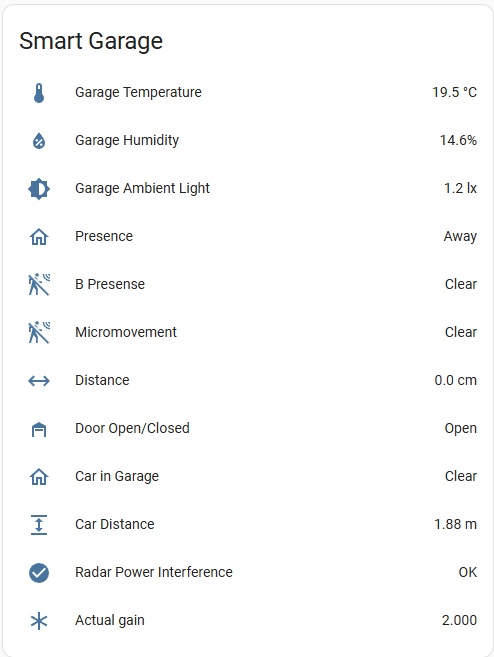 Smart Garage
Garage Temperature 19.5 °C
Garage Humidity 14.6%
Garage Ambient Light 1.2 lx
Presence Away
B Presense Clear
Micromovement Clear
Distance 0.0 cm
Door Open/Closed Open
Car in Garage Clear
Car Distance 1.88 m
Radar Power Interference OK
Actual gain 2.000